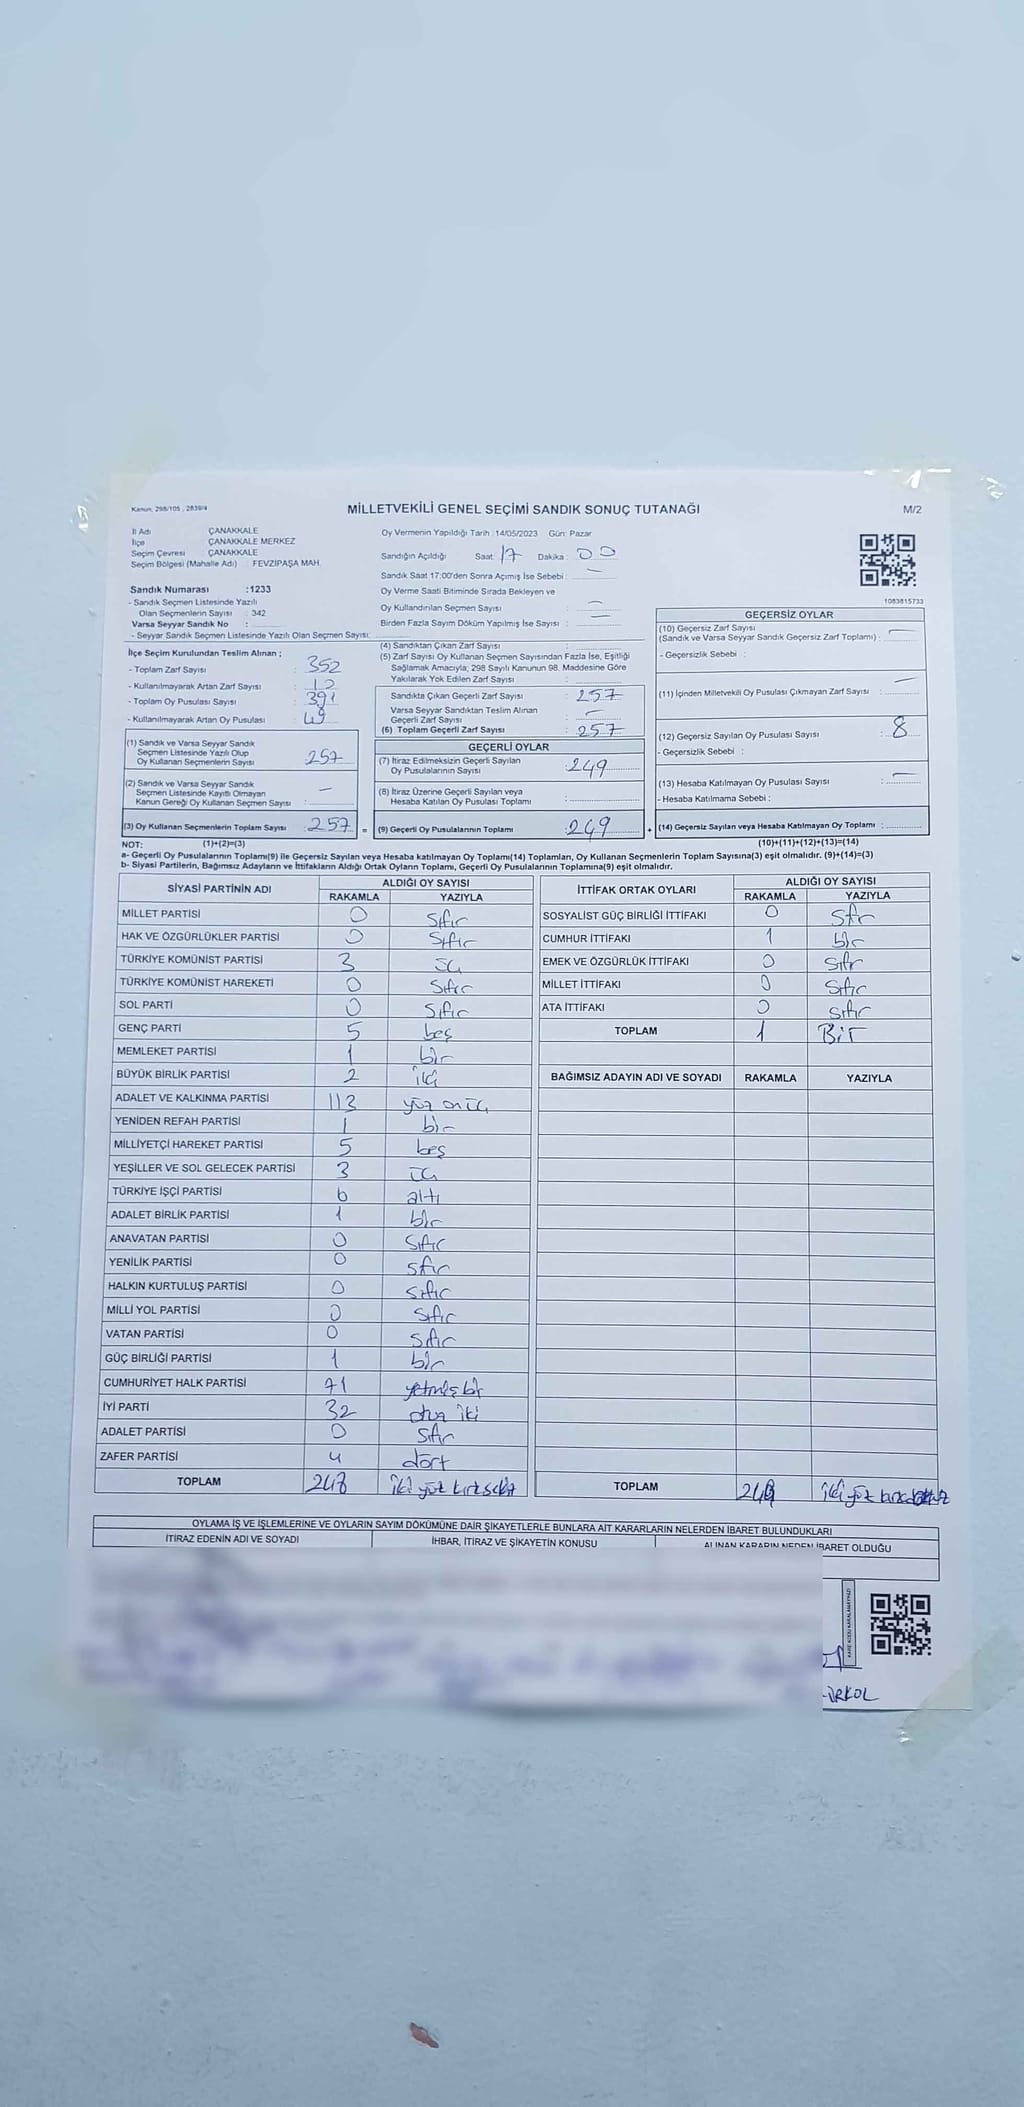 Kanun: 298/105 , 2839/4
MİLLETVEKİLİ GENEL SEÇİMİ SANDIK SONUÇ TUTANAĞI
M/2
İl Adı ÇANAKKALE
İlçe ÇANAKKALE MERKEZ
Seçim Çevresi : ÇANAKKALE
Seçim Bölgesi (Mahalle Adı) : FEVZİPAŞA MAH.
Sandık Numarası :1233
- Sandık Seçmen Listesinde Yazılı
Olan Seçmenlerin Sayısı : 342
Varsa Seyyar Sandık No :
- Seyyar Sandık Seçmen Listesinde Yazılı Olan Seçmen Sayısı:
Oy Vermenin Yapıldığı Tarih :14/05/2023 Gün: Pazar
Sandığın Açıldığı Saat: 17 Dakika : 00
Sandık Saat 17:00'den Sonra Açımış İse Sebebi : —
Oy Verme Saati Bitiminde Sırada Bekleyen ve
Oy Kullandırılan Seçmen Sayısı : —
Birden Fazla Sayım Döküm Yapılmış İse Sayısı : —
1083815733
İlçe Seçim Kurulundan Teslim Alınan ;
- Toplam Zarf Sayısı : 352
- Kullanılmayarak Artan Zarf Sayısı :
- Toplam Oy Pusulası Sayısı : 391
- Kullanılmayarak Artan Oy Pusulası : 49
(1) Sandık ve Varsa Seyyar Sandık
Seçmen Listesinde Yazılı Olup
Oy Kullanan Seçmenlerin Sayısı : 257
(2) Sandık ve Varsa Seyyar Sandık
Seçmen Listesinde Kayıtlı Olmayan
Kanun Gereği Oy Kullanan Seçmen Sayısı : —
(3) Oy Kullanan Seçmenlerin Toplam Sayısı : 257 =
(4) Sandıktan Çıkan Zarf Sayısı :
(5) Zarf Sayısı Oy Kullanan Seçmen Sayısından Fazla İse, Eşitliği
Sağlamak Amacıyla, 298 Sayılı Kanunun 98. Maddesine Göre
Yakılarak Yok Edilen Zarf Sayısı :
Sandıkta Çıkan Geçerli Zarf Sayısı : 257
Varsa Seyyar Sandıktan Teslim Alınan
Geçerli Zarf Sayısı : —
(6) Toplam Geçerli Zarf Sayısı : 257
GEÇERLİ OYLAR
(7) İtiraz Edilmeksizin Geçerli Sayılan
Oy Pusulalarının Sayısı : 249
(8) İtiraz Üzerine Geçerli Sayılan veya
Hesaba Katılan Oy Pusulası Toplamı :
(9) Geçerli Oy Pusulalarının Toplamı : 249 +
GEÇERSİZ OYLAR
(10) Geçersiz Zarf Sayısı
(Sandık ve Varsa Seyyar Sandık Geçersiz Zarf Toplamı) : —
- Geçersizlik Sebebi :
(11) İçinden Milletvekili Oy Pusulası Çıkmayan Zarf Sayısı : —
(12) Geçersiz Sayılan Oy Pusulası Sayısı : 8
- Geçersizlik Sebebi :
(13) Hesaba Katılmayan Oy Pusulası Sayısı : —
- Hesaba Katılmama Sebebi :
(14) Geçersiz Sayılan veya Hesaba Katılmayan Oy Toplamı :
NOT: (1)+(2)=(3) (10)+(11)+(12)+(13)=(14)
a- Geçerli Oy Pusulalarının Toplamı(9) ile Geçersiz Sayılan veya Hesaba katılmayan Oy Toplamı(14) Toplamları, Oy Kullanan Seçmenlerin Toplam Sayısına(3) eşit olmalıdır. (9)+(14)=(3)
b- Siyasi Partilerin, Bağımsız Adayların ve İttifakların Aldığı Ortak Oyların Toplamı, Geçerli Oy Pusulalarının Toplamına(9) eşit olmalıdır.
SİYASİ PARTİNİN ADI ALDIĞI OY SAYISI
RAKAMLA YAZIYLA
MİLLET PARTİSİ 0 sıfır
HAK VE ÖZGÜRLÜKLER PARTİSİ 0 sıfır
TÜRKİYE KOMÜNİST PARTİSİ 3 üç
TÜRKİYE KOMÜNİST HAREKETİ 0 sıfır
SOL PARTİ 0 sıfır
GENÇ PARTİ 5 beş
MEMLEKET PARTİSİ 1 bir
BÜYÜK BİRLİK PARTİSİ 2 iki
ADALET VE KALKINMA PARTİSİ 113 yüz on üç
YENİDEN REFAH PARTİSİ 1 bir
MİLLİYETÇİ HAREKET PARTİSİ 5 beş
YEŞİLLER VE SOL GELECEK PARTİSİ 3 üç
TÜRKİYE İŞÇİ PARTİSİ 6 altı
ADALET BİRLİK PARTİSİ 1 bir
ANAVATAN PARTİSİ 0 sıfır
YENİLİK PARTİSİ 0 sıfır
HALKIN KURTULUŞ PARTİSİ 0 sıfır
MİLLİ YOL PARTİSİ 0 sıfır
VATAN PARTİSİ 0 sıfır
GÜÇ BİRLİĞİ PARTİSİ 1 bir
CUMHURİYET HALK PARTİSİ 71 yetmiş bir
İYİ PARTİ 32 otuz iki
ADALET PARTİSİ 0 sıfır
ZAFER PARTİSİ 4 dört
TOPLAM 248 iki yüz kırk sekiz
İTTİFAK ORTAK OYLARI ALDIĞI OY SAYISI
RAKAMLA YAZIYLA
SOSYALİST GÜÇ BİRLİĞİ İTTİFAKI 0 sıfır
CUMHUR İTTİFAKI 1 bir
EMEK VE ÖZGÜRLÜK İTTİFAKI 0 sıfır
MİLLET İTTİFAKI 0 sıfır
ATA İTTİFAKI 0 sıfır
TOPLAM 1 Bir
BAĞIMSIZ ADAYIN ADI VE SOYADI RAKAMLA YAZIYLA
TOPLAM 249 iki yüz
OYLAMA İŞ VE İŞLEMLERİNE VE OYLARIN SAYIM DÖKÜMÜNE DAİR ŞİKAYETLERLE BUNLARA AİT KARARLARIN NELERDEN İBARET BULUNDUKLARI
İTİRAZ EDENİN ADI VE SOYADI İHBAR, İTİRAZ VE ŞİKAYETİN KONUSU ALINAN KARARIN NEDEN İBARET OLDUĞU
KARE KODU KARALAMAYINIZ!